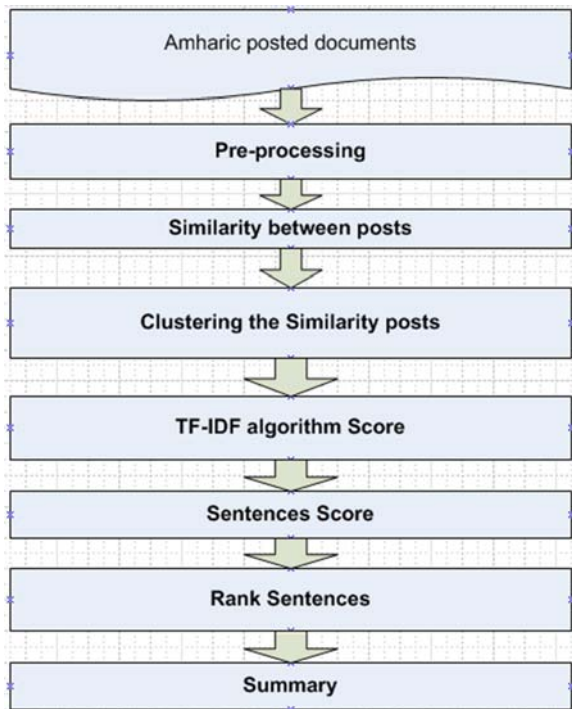 Amharic posted documents
Pre-processing
Similarity between posts
Clustering the Similarity posts
TF-IDF algorithm Score
Sentences Score
Rank Sentences
Summary